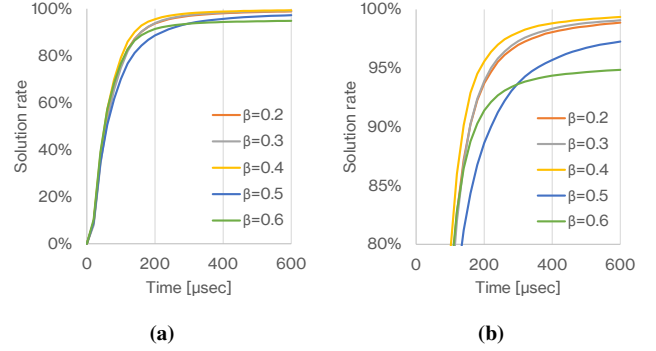 100%
80%
60%
40%
20%
0%
Solution rate
β=0.2
β=0.3
β=0.4
β=0.5
β=0.6
0 200 400 600
Time [μsec]
(a)
100%
95%
90%
85%
80%
Solution rate
β=0.2
β=0.3
β=0.4
β=0.5
β=0.6
0 200 400 600
Time [μsec]
(b)